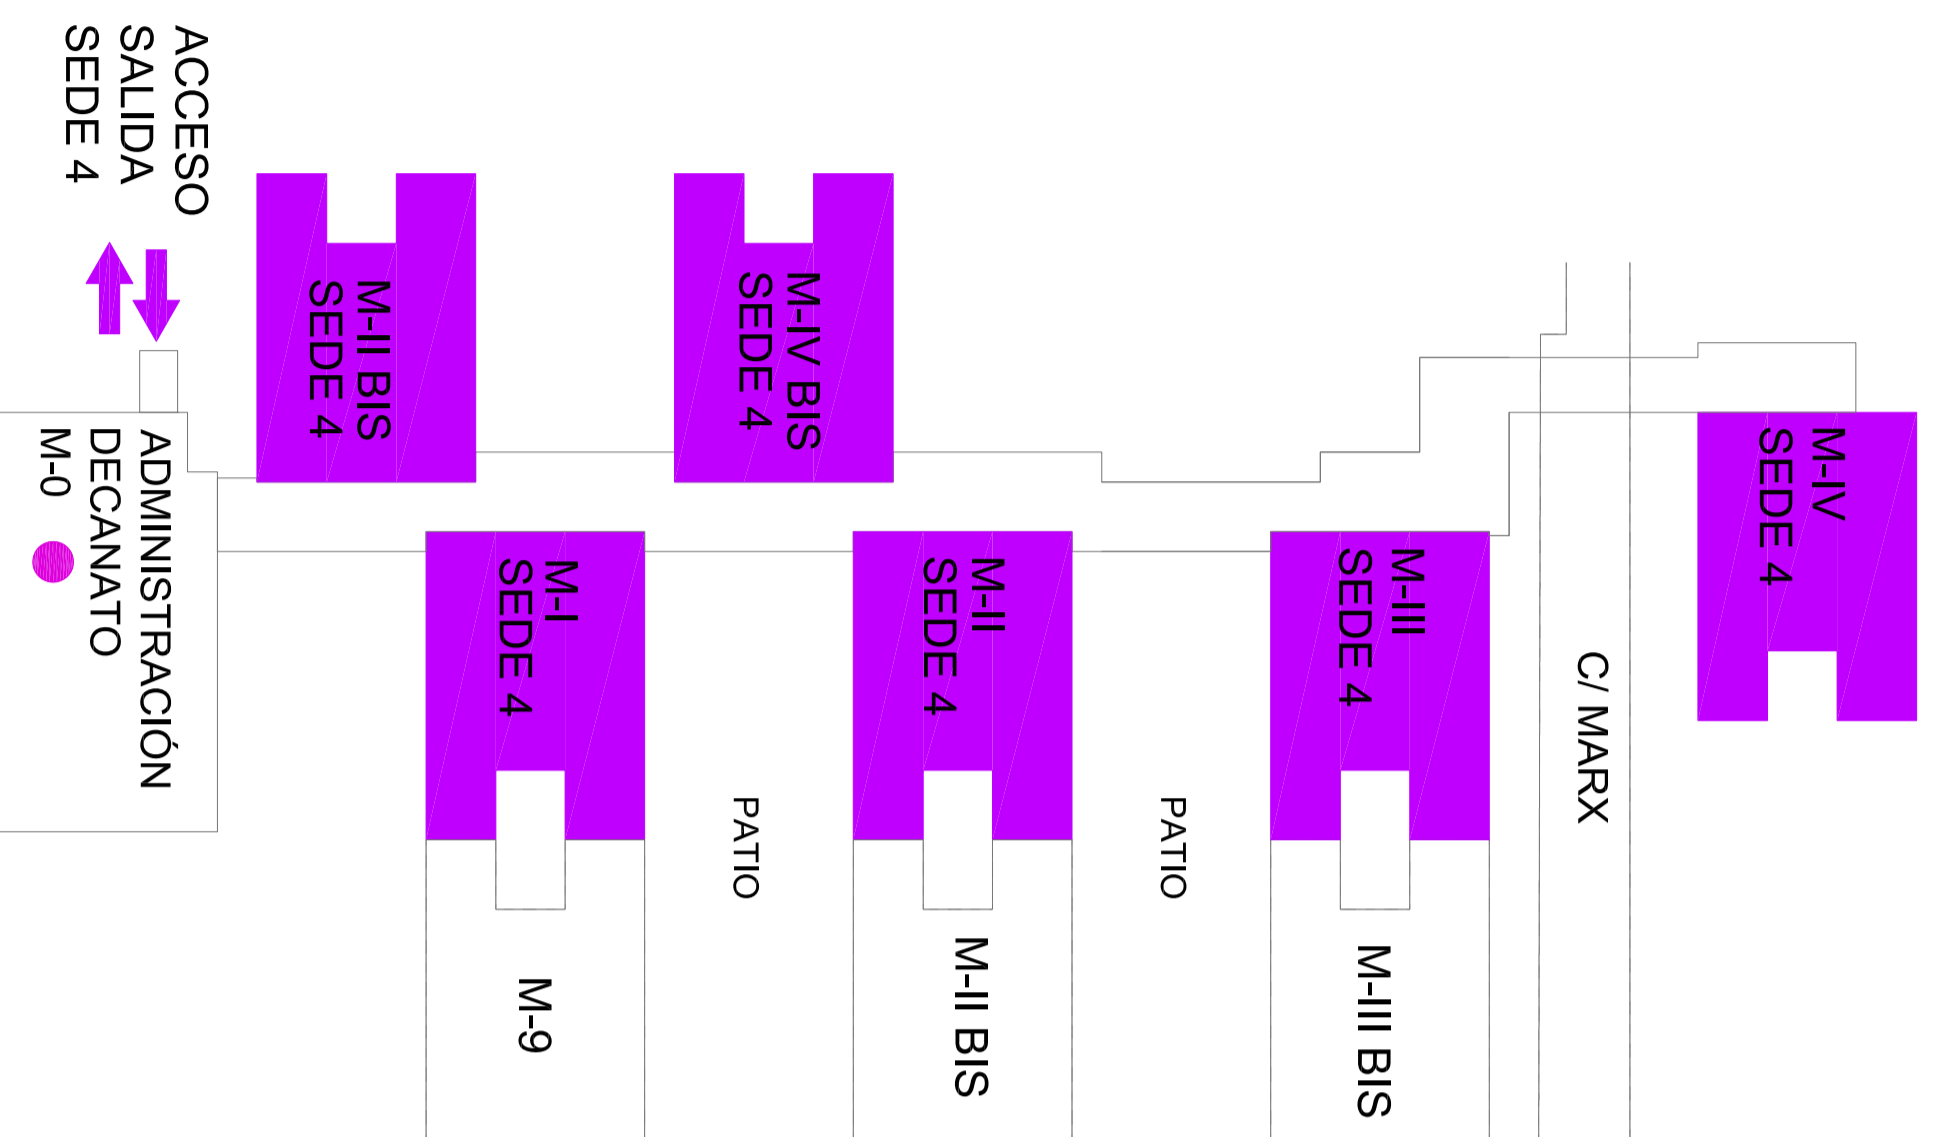 ACCESO
SALIDA
SEDE 4
M-II BIS
SEDE 4
M-IV BIS
SEDE 4
ADMINISTRACIÓN
DECANATO
M-0
M-I
SEDE 4
M-II
SEDE 4
M-III
SEDE 4
M-IV
SEDE 4
C/ MARX
PATIO
PATIO
M-9
M-II BIS
M-III BIS